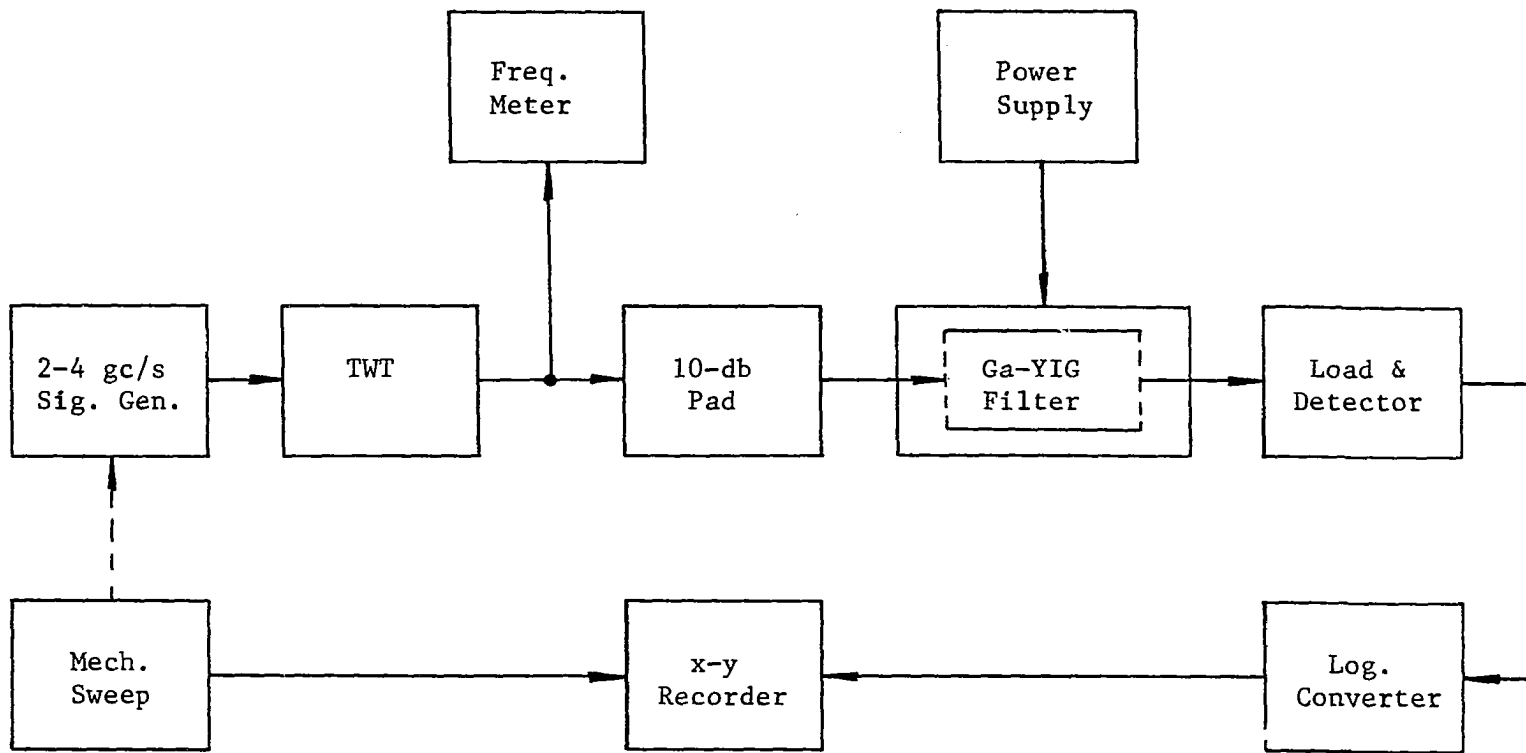 Freq.
Meter
Power
Supply
2-4 gc/s
Sig. Gen.
TWT
10-db
Pad
Ga-YIG
Filter
Load &
Detector
Mech.
Sweep
x-y
Recorder
Log.
Converter